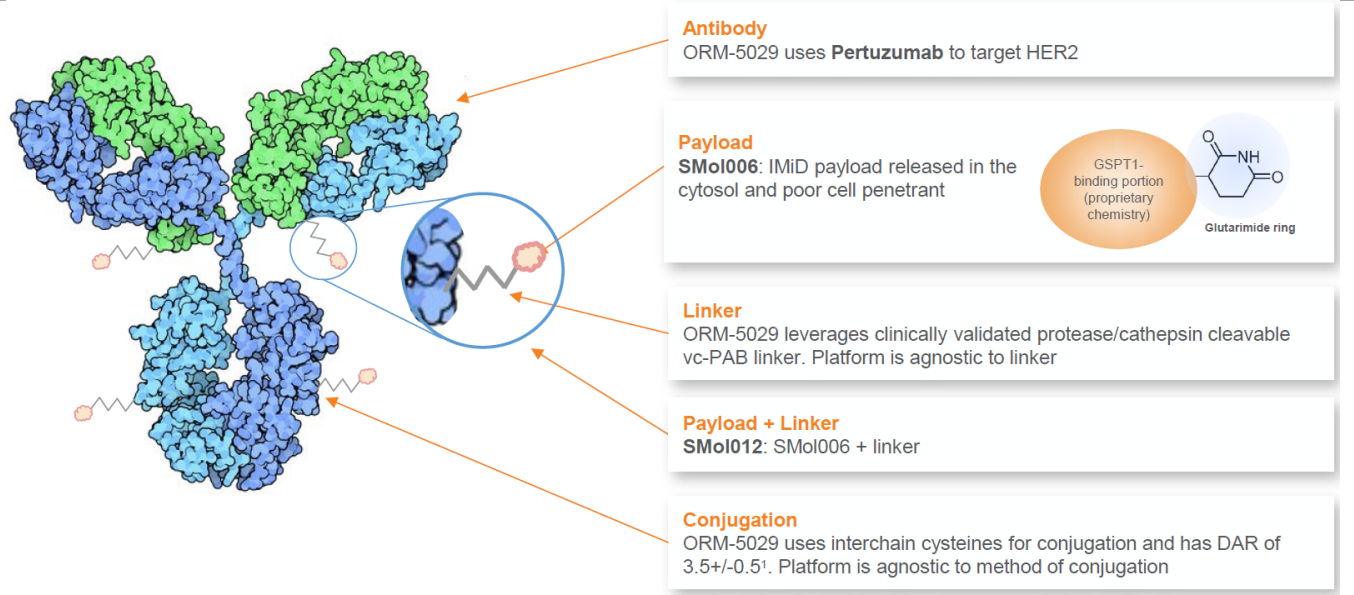 Antibody
ORM-5029 uses Pertuzumab to target HER2
Payload
SMol006: IMiD payload released in the
cytosol and poor cell penetrant
GSPT1-
binding portion
(proprietary
chemistry)
O
NH
O
Glutarimide ring
Linker
ORM-5029 leverages clinically validated protease/cathepsin cleavable
vc-PAB linker. Platform is agnostic to linker
Payload + Linker
SMol012: SMol006 + linker
Conjugation
ORM-5029 uses interchain cysteines for conjugation and has DAR of
3.5+/-0.5¹. Platform is agnostic to method of conjugation